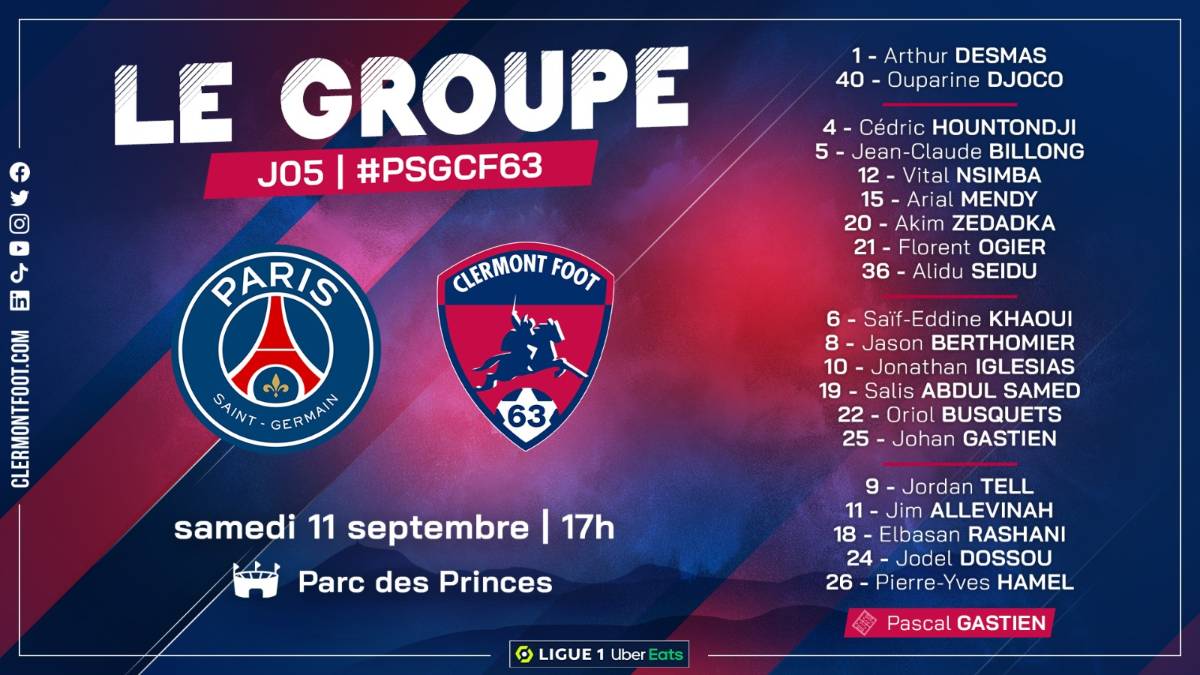 LE GROUPE
J05 | #PSGCF63
PARIS
SAINT - GERMAIN
CLERMONT FOOT
63
samedi 11 septembre | 17h
Parc des Princes
CLERMONTFOOT.COM
1 - Arthur DESMAS
40 - Ouparine DJOCO
4 - Cédric HOUNTONDJI
5 - Jean-Claude BILLONG
12 - Vital NSIMBA
15 - Arial MENDY
20 - Akim ZEDADKA
21 - Florent OGIER
36 - Alidu SEIDU
6 - Saïf-Eddine KHAOUI
8 - Jason BERTHOMIER
10 - Jonathan IGLESIAS
19 - Salis ABDUL SAMED
22 - Oriol BUSQUETS
25 - Johan GASTIEN
9 - Jordan TELL
11 - Jim ALLEVINAH
18 - Elbasan RASHANI
24 - Jodel DOSSOU
26 - Pierre-Yves HAMEL
Pascal GASTIEN
LIGUE 1 Uber Eats